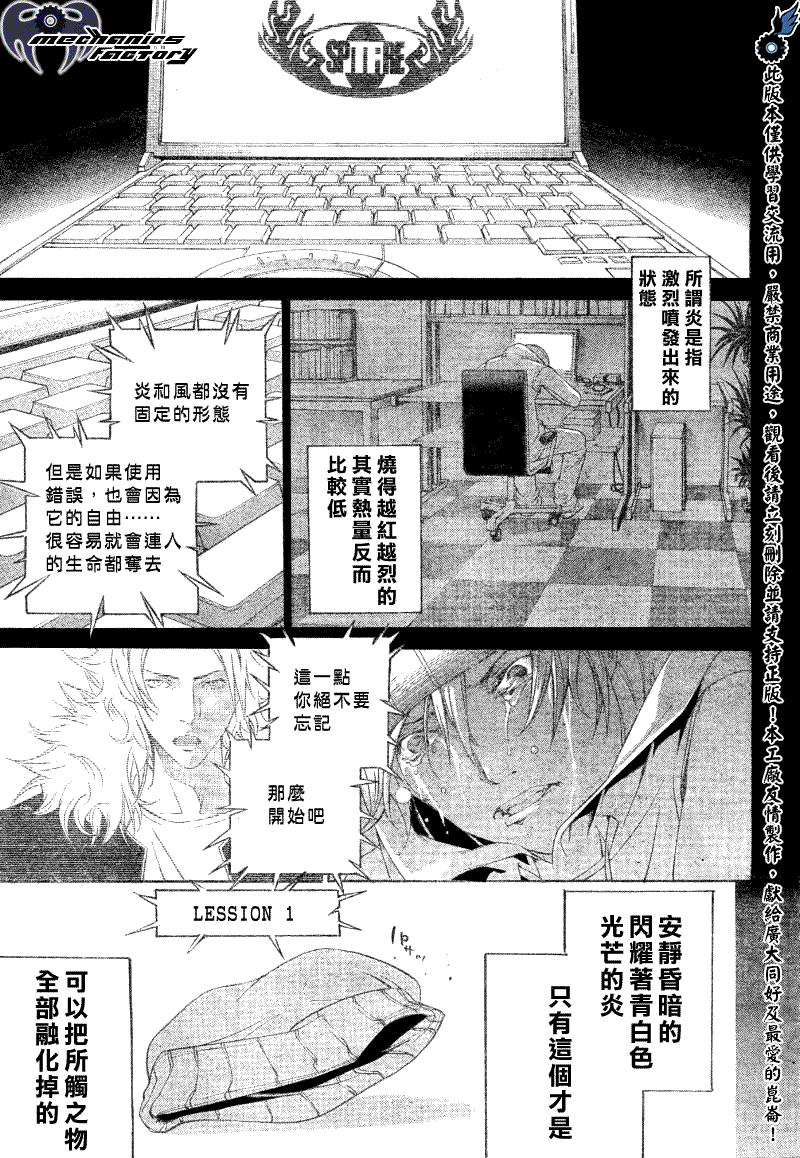 mechanics
factory
SPITFIRE
此版本僅供學習交流用，嚴禁商業用途，觀看後請立刻刪除並請支持正版！本工廠友情製作，獻給廣大同好及最愛的崑崙！
所謂炎是指
激烈噴發出來的
狀態
燒得越紅越烈的
其實熱量反而
比較低
炎和風都沒有
固定的形態
但是如果使用
錯誤，也會因為
它的自由……
很容易就會連人
的生命都奪去
這一點
你絕不要
忘記
那麼
開始吧
LESSION 1
安靜昏暗的
閃耀著青白色
光芒的炎
只有這個才是
可以把所觸之物
全部融化掉的